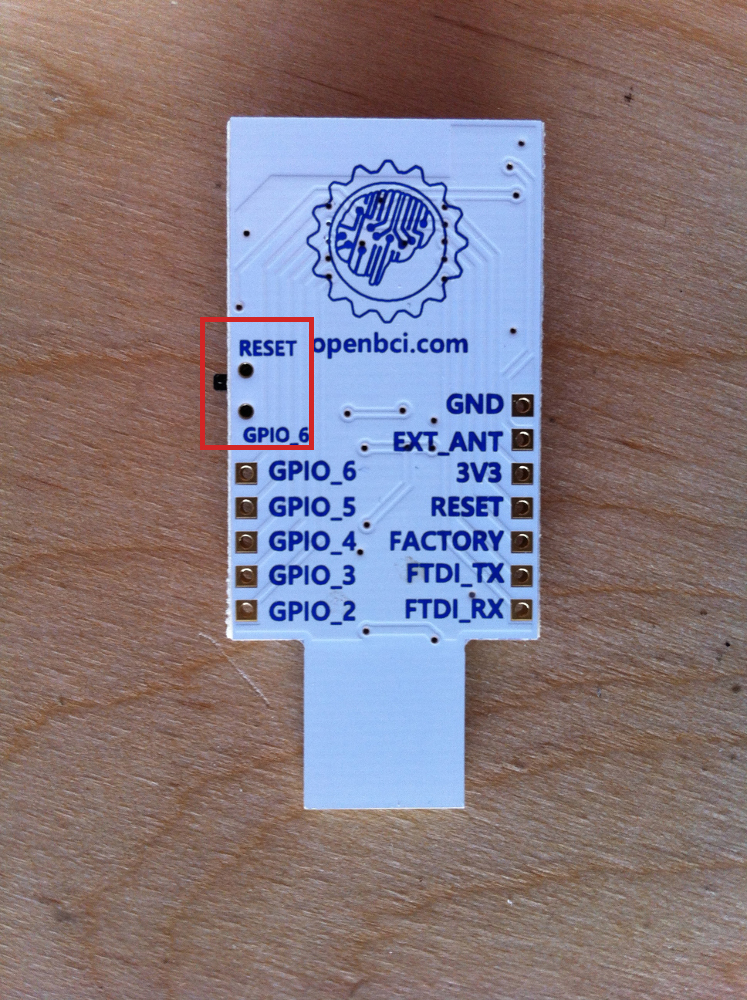 RESET
openbci.com
GPIO_6
GND
EXT_ANT
GPIO_6 3V3
GPIO_5 RESET
GPIO_4 FACTORY
GPIO_3 FTDI_TX
GPIO_2 FTDI_RX